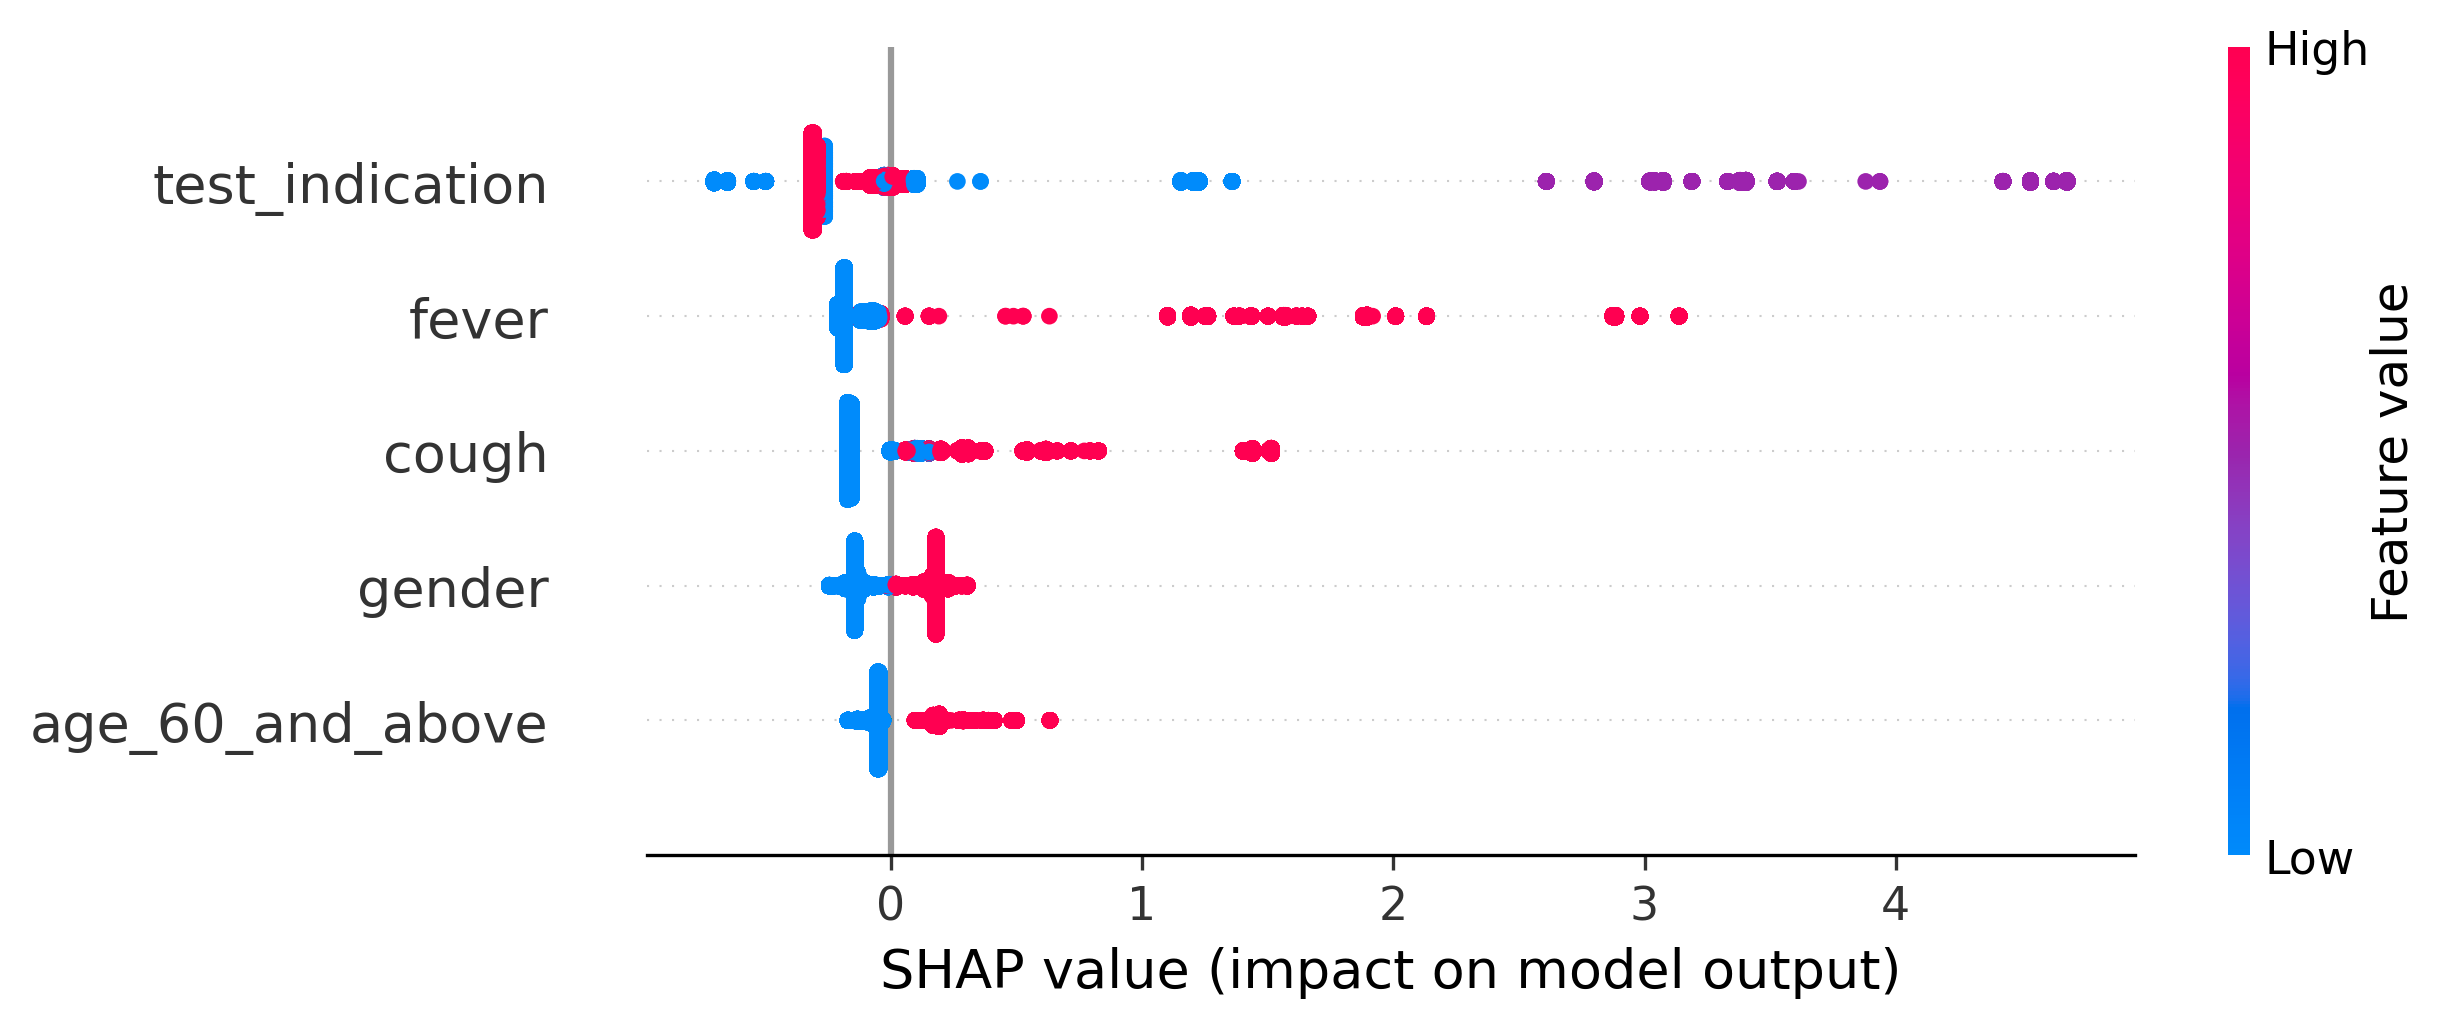 High
test_indication
fever
cough
gender
age_60_and_above
Feature value
Low
0 1 2 3 4
SHAP value (impact on model output)